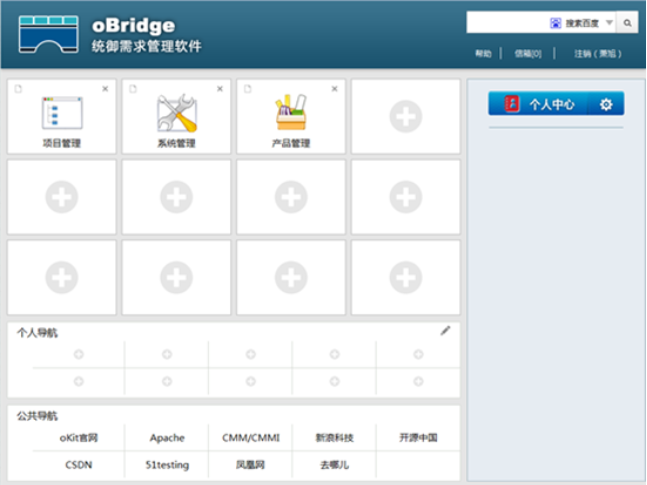 oBridge
统御需求管理软件
搜索百度
帮助 信箱[0] 注销(萧旭)
项目管理 系统管理 产品管理
个人中心
个人导航
公共导航
oKit官网 Apache CMM/CMMI 新浪科技 开源中国
CSDN 51testing 凤凰网 去哪儿